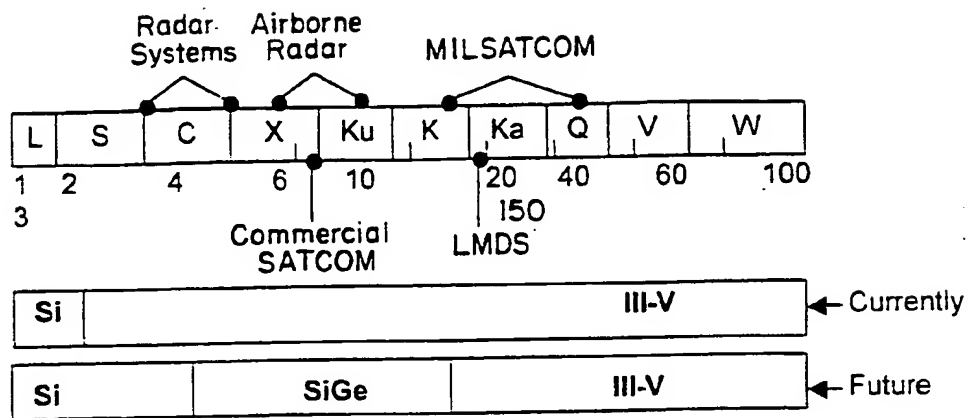 Radar Airborne
Systems Radar MILSATCOM
L S C X Ku K Ka Q V W
1 2 4 6 10 20 40 60 100
3 150
Commercial LMDS
SATCOM
Si III-V Currently
Si SiGe III-V Future